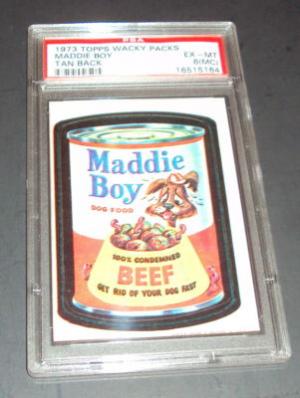 PSA
1973 TOPPS WACKY PACKS
MADDIE BOY EX-MT
TAN BACK 6(MC)
16515164
Maddie
Boy
DOG FOOD
100% CONDEMNED
BEEF
GET RID OF YOUR DOG FAST